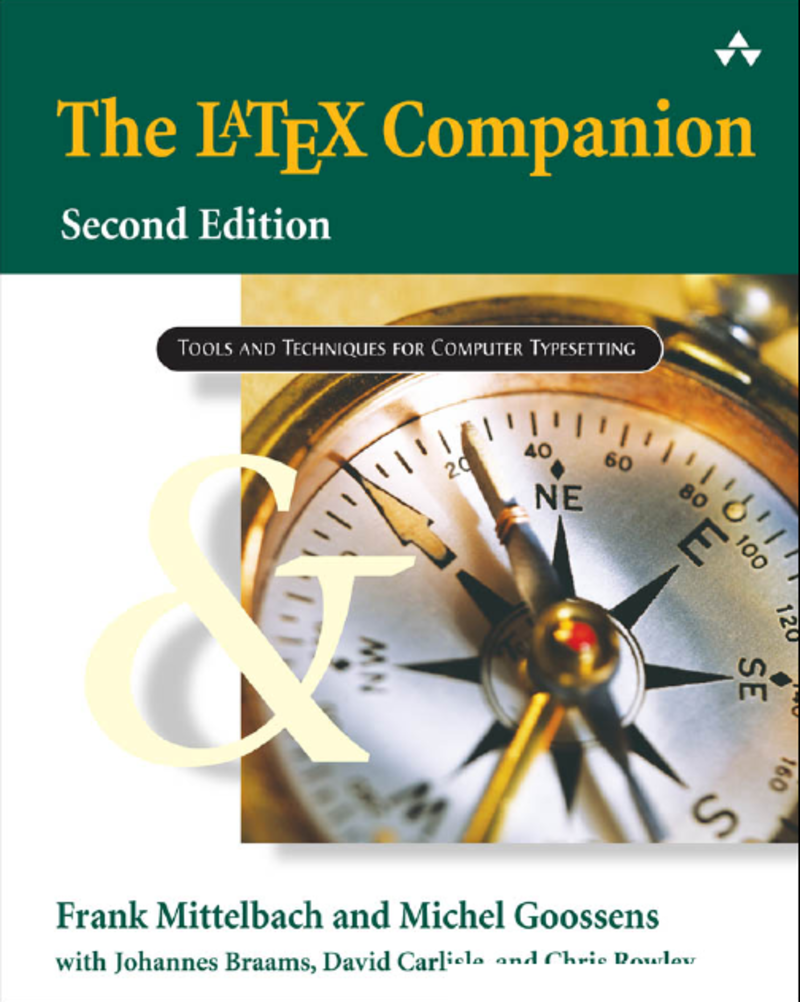 The LATEX Companion
Second Edition
TOOLS AND TECHNIQUES FOR COMPUTER TYPESETTING
20
40
60
80
100
120
160
NE
E
SE
S
W
NW
&
Frank Mittelbach and Michel Goossens
with Johannes Braams, David Carlisle, and Chris Rowley